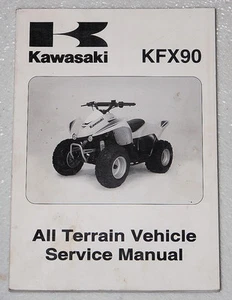 Kawasaki KFX90
All Terrain Vehicle
Service Manual